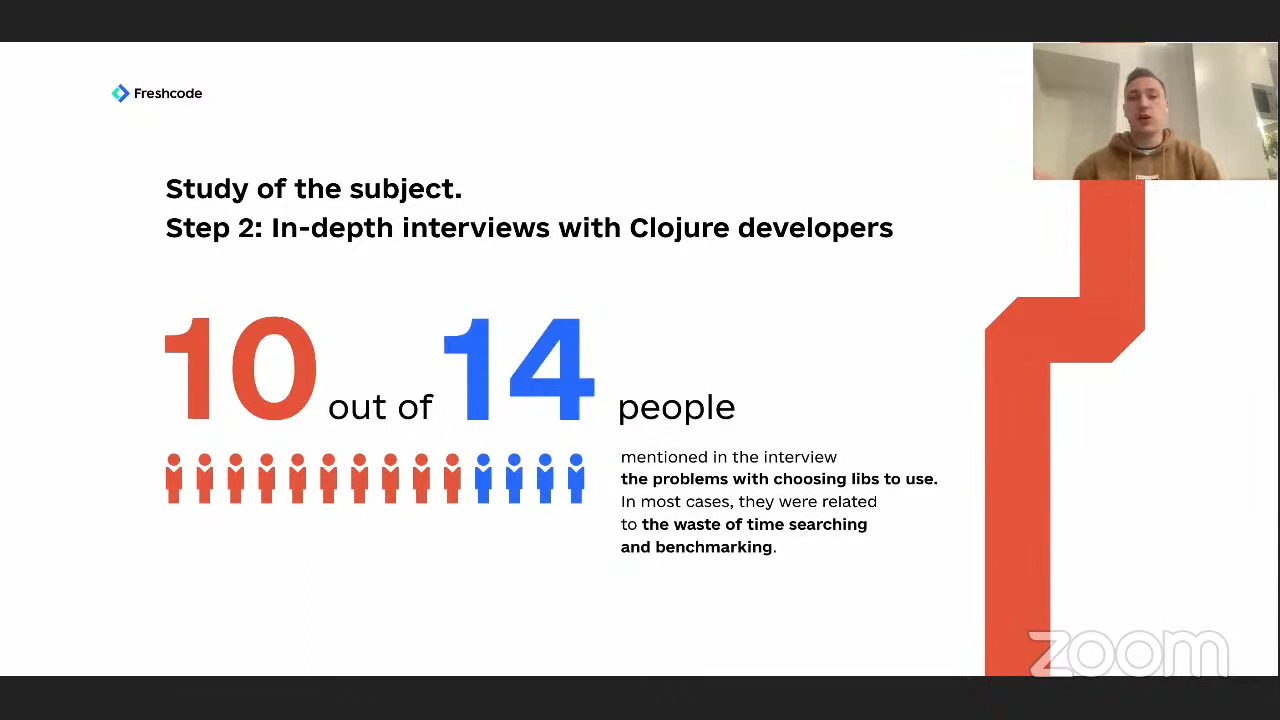 Freshcode
Study of the subject.
Step 2: In-depth interviews with Clojure developers
10 out of 14 people
mentioned in the interview
the problems with choosing libs to use.
In most cases, they were related
to the waste of time searching
and benchmarking.
zoom